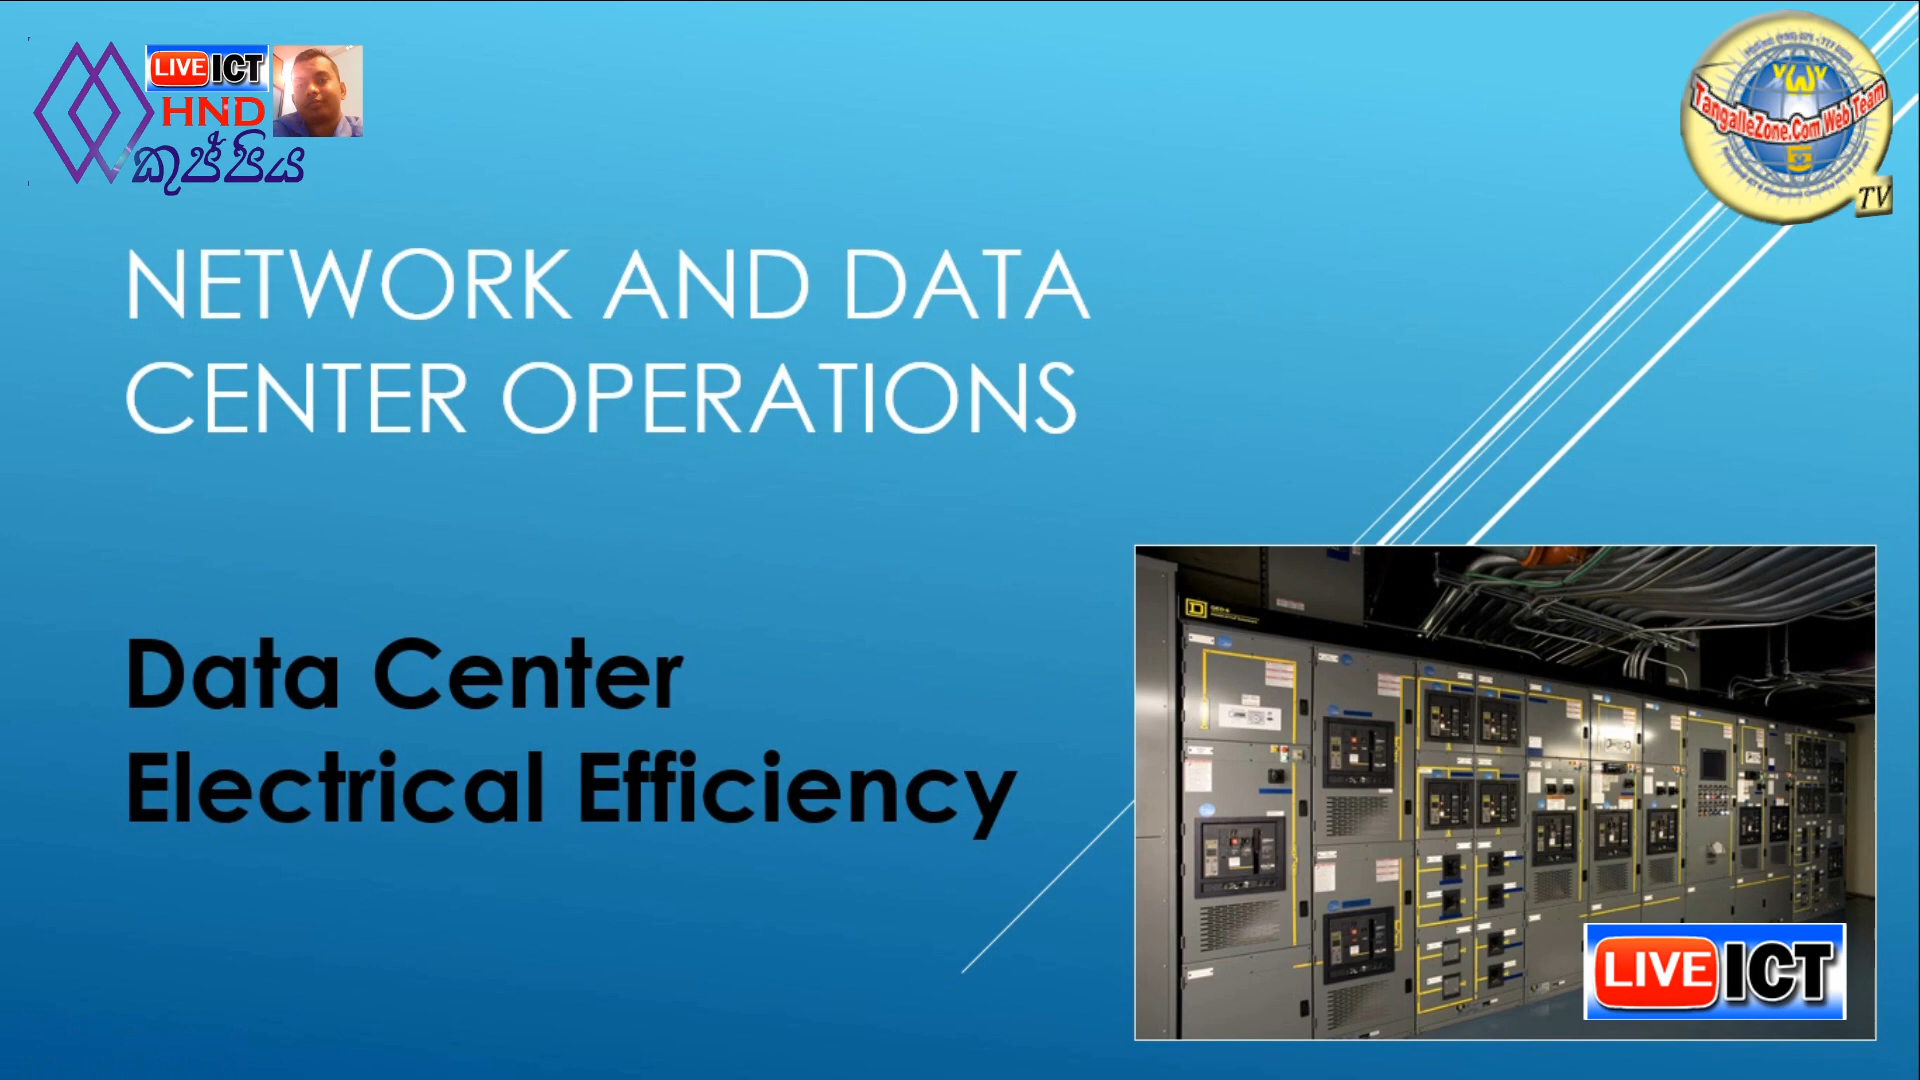 LIVE ICT
HND
කුප්පිය
TangalleZone.Com Web Team
TV
NETWORK AND DATA
CENTER OPERATIONS
Data Center
Electrical Efficiency
LIVE ICT